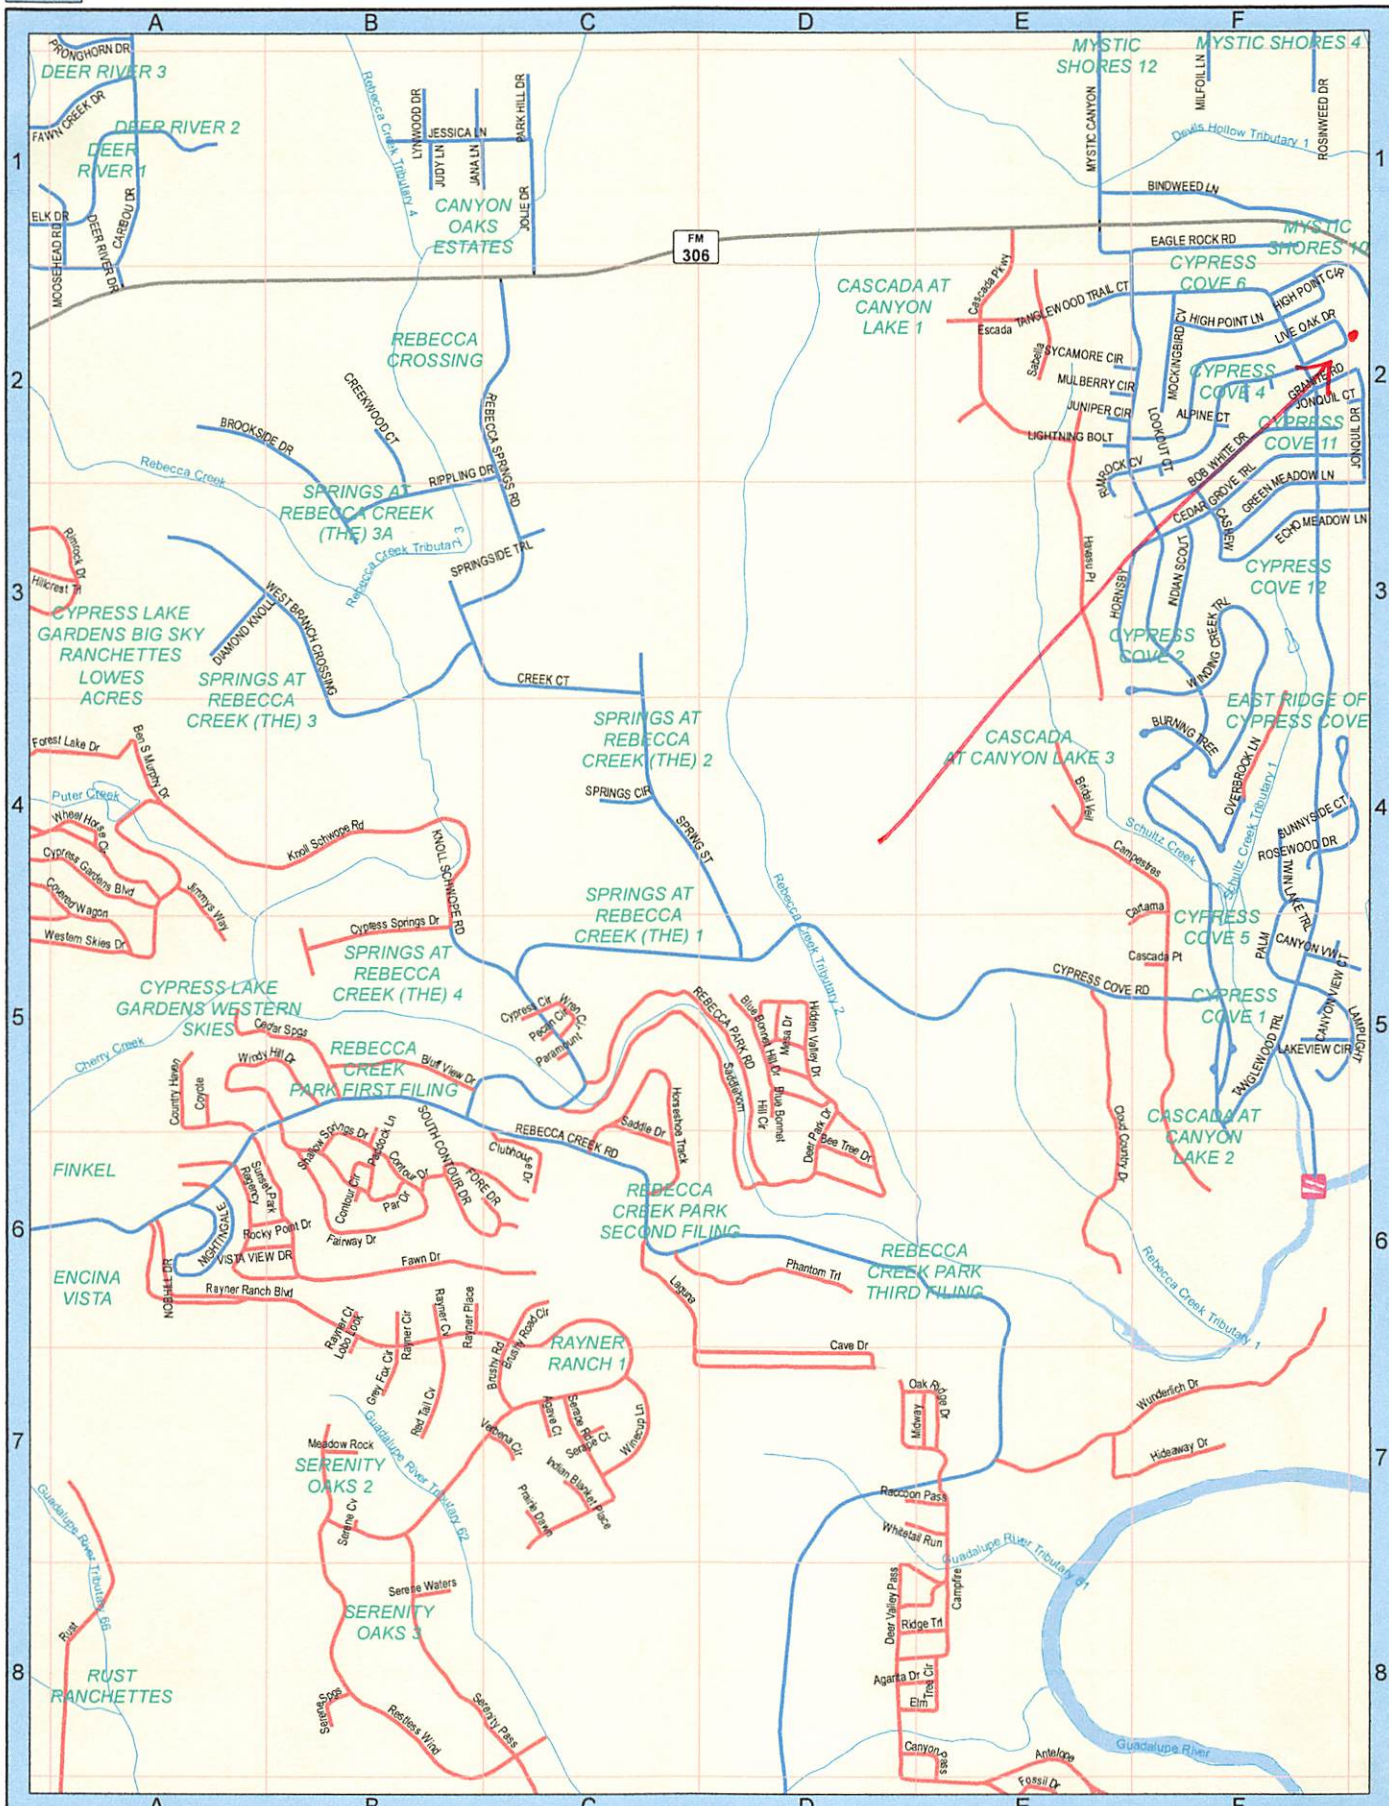 A B C D E F
PRONGHORN DR
DEER RIVER 3
FAWN CREEK DR
DEER RIVER 2
DEER
RIVER 1
ELK DR
MOOSEHEAD RD
DEER RIVER DR
CARIBOU DR
Rebecca Creek Tributary 4
LYNWOOD DR
JESSICA LN
PARK HILL DR
JUDY LN
JANA LN
JOLIE DR
CANYON
OAKS
ESTATES
FM
306
MYSTIC
SHORES 12
MYSTIC SHORES 4
MILFOIL LN
ROSINWEED DR
MYSTIC CANYON
Devils Hollow Tributary 1
BINDWEED LN
1 1
EAGLE ROCK RD
MYSTIC
SHORES 10
CYPRESS
COVE 6
CASCADA AT
CANYON
LAKE 1
Cascada Pkwy
Escada
TANGLEWOOD TRAIL CT
Sabella
SYCAMORE CIR
MULBERRY CIR
JUNIPER CIR
LIGHTNING BOLT
MOCKINGBIRD CV
HIGH POINT CIR
HIGH POINT LN
LIVE OAK DR
CYPRESS
COVE 4
GRANITE RD
JONQUIL CT
ALPINE CT
CYPRESS
COVE 11
JONQUIL DR
LOOKOUT CT
RAMROCK CV
BOB WHITE DR
CEDAR GROVE TRL
GREEN MEADOW LN
CASHEW
ECHO MEADOW LN
2 2
REBECCA
CROSSING
CREEKWOOD CT
BROOKSIDE DR
REBECCA SPRINGS RD
Rebecca Creek
RIPPLING DR
SPRINGS AT
REBECCA CREEK
(THE) 3A
Rebecca Creek Tributary 3
SPRINGSIDE TRL
Rimrock Dr
Hillcrest Trl
3 3
CYPRESS LAKE
GARDENS BIG SKY
RANCHETTES
LOWES
ACRES
DIAMOND KNOLL
WEST BRANCH CROSSING
SPRINGS AT
REBECCA
CREEK (THE) 3
CREEK CT
SPRINGS AT
REBECCA
CREEK (THE) 2
Havasu Pt
HORNSBY
INDIAN SCOUT
CYPRESS
COVE 12
CYPRESS
COVE 2
WINDING CREEK TRL
EAST RIDGE OF
CYPRESS COVE
BURNING TREE
OVERBROOK LN
CASCADA
AT CANYON LAKE 3
Forest Lake Dr
Ben S Murphy Dr
Puter Creek
Wheel Horse Cir
Cypress Gardens Blvd
Covered Wagon
Western Skies Dr
Jimmys Way
Knoll Schwope Rd
KNOLL SCHWOPE RD
4 4
SPRINGS CIR
SPRING ST
Bridal Veil
Schultz Creek
Schultz Creek Tributary 1
SUNNYSIDE CT
ROSEWOOD DR
TWIN LAKE TRL
Campestres
Cartama
Cascada Pt
CYPRESS
COVE 5
PALM
CANYON VW
CANYON VIEW CT
SPRINGS AT
REBECCA
CREEK (THE) 1
Rebecca Creek Tributary 2
Cypress Springs Dr
SPRINGS AT
REBECCA
CREEK (THE) 4
CYPRESS COVE RD
CYPRESS
COVE 1
LAMPLIGHT
LAKEVIEW CIR
TANGLEWOOD TRL
5 5
CYPRESS LAKE
GARDENS WESTERN
SKIES
Cherry Creek
Cedar Spgs
Windy Hill Dr
REBECCA
CREEK
PARK FIRST FILING
Bluff View Dr
Cypress Cir
Wren Cir
Pecan Cir
Paramount
REBECCA PARK RD
Saddlehorn
Blue Bonnet Hill Dr
Mesa Dr
Hidden Valley Dr
Hill Cir
Blue Bonnet
Deer Park Dr
Bee Tree Dr
Country Haven
Coyote
Horseshoe Track
Saddle Dr
REBECCA CREEK RD
Clubhouse Dr
Cloud Country Dr
CASCADA AT
CANYON
LAKE 2
FINKEL
Sunset Park
Regency
Shallow Springs Dr
Paddock Ln
Contour Dr
Contour Cir
Par Dr
SOUTH CONTOUR DR
FORE DR
Fairway Dr
REBECCA
CREEK PARK
SECOND FILING
6 6
NIGHTINGALE
Rocky Point Dr
VISTA VIEW DR
Fawn Dr
ENCINA
VISTA
NOBHILL DR
Rayner Ranch Blvd
Laguna
Phantom Trl
REBECCA
CREEK PARK
THIRD FILING
Rebecca Creek Tributary 1
Rayner Ct
Lobo Look
Rayner Cir
Grey Fox Cir
Rayner Cv
Rayner Place
Red Tail Cv
Brushy Rd
Brushy Road Cir
RAYNER
RANCH 1
Cave Dr
Oak Ridge Dr
Midway
Wunderlich Dr
Hideaway Dr
7 7
Guadalupe River Tributary 62
Meadow Rock
SERENITY
OAKS 2
Serene Cv
Verbena Cir
Agave Ct
Serape Rd
Serape Ct
Winecup Ln
Indian Blanket Place
Prairie Dawn
Raccoon Pass
Whitetail Run
Guadalupe River Tributary 61
Guadalupe River Tributary 66
Rust
Serene Waters
SERENITY
OAKS 3
Deer Valley Pass
Campfire
Ridge Trl
8 8
RUST
RANCHETTES
Serene Spgs
Restless Wind
Serenity Pass
Agarita Dr
Tree Cir
Elm
Canyon Pass
Antelope
Fossil Dr
Guadalupe River
A B C D E F